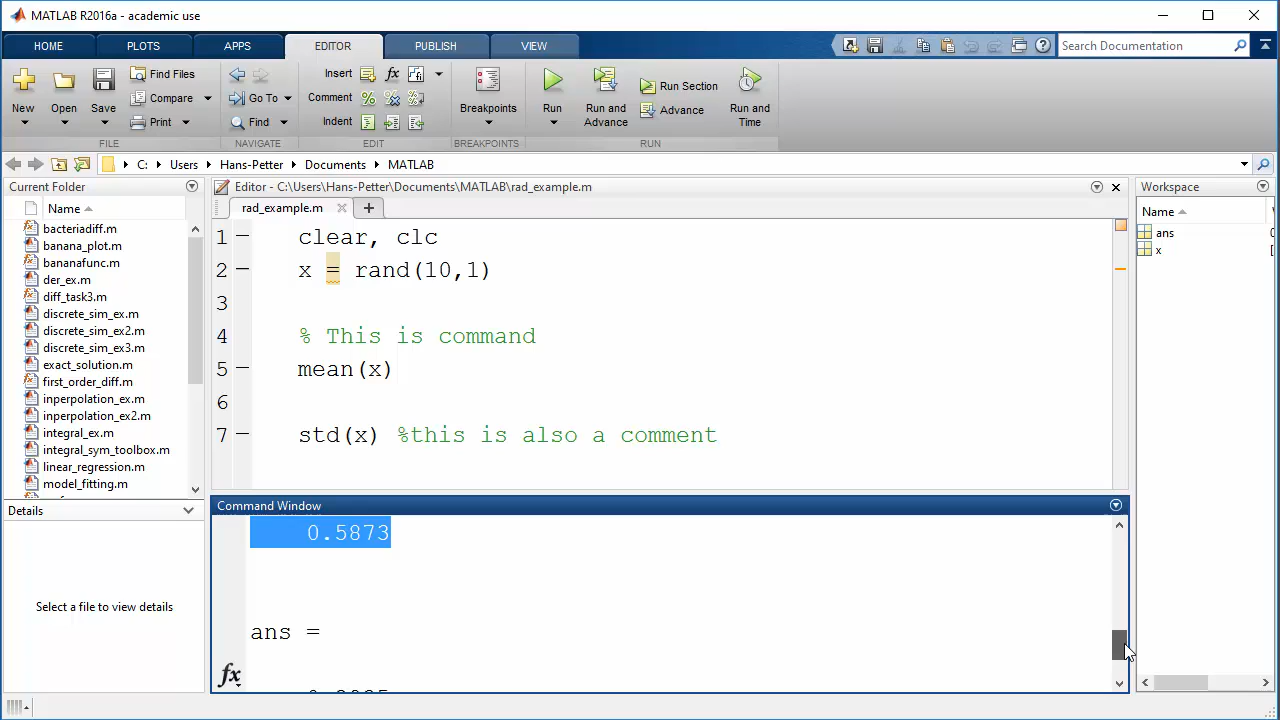 MATLAB R2016a - academic use
HOME PLOTS APPS EDITOR PUBLISH VIEW
Search Documentation
New Open Save Find Files Compare Print
Go To Find
Insert fx
Comment
Indent
Breakpoints
Run Run and Advance Run Section Advance Run and Time
FILE NAVIGATE EDIT BREAKPOINTS RUN
C: Users Hans-Petter Documents MATLAB
Current Folder
Name
bacteriadiff.m
banana_plot.m
bananafunc.m
der_ex.m
diff_task3.m
discrete_sim_ex.m
discrete_sim_ex2.m
discrete_sim_ex3.m
exact_solution.m
first_order_diff.m
inperpolation_ex.m
inperpolation_ex2.m
integral_ex.m
integral_sym_toolbox.m
linear_regression.m
model_fitting.m
Details
Select a file to view details
Editor - C:\Users\Hans-Petter\Documents\MATLAB\rad_example.m
rad_example.m
1 clear, clc
2 x = rand(10,1)
3
4 % This is command
5 mean(x)
6
7 std(x) %this is also a comment
Command Window
0.5873
ans =
fx
Workspace
Name
ans
x